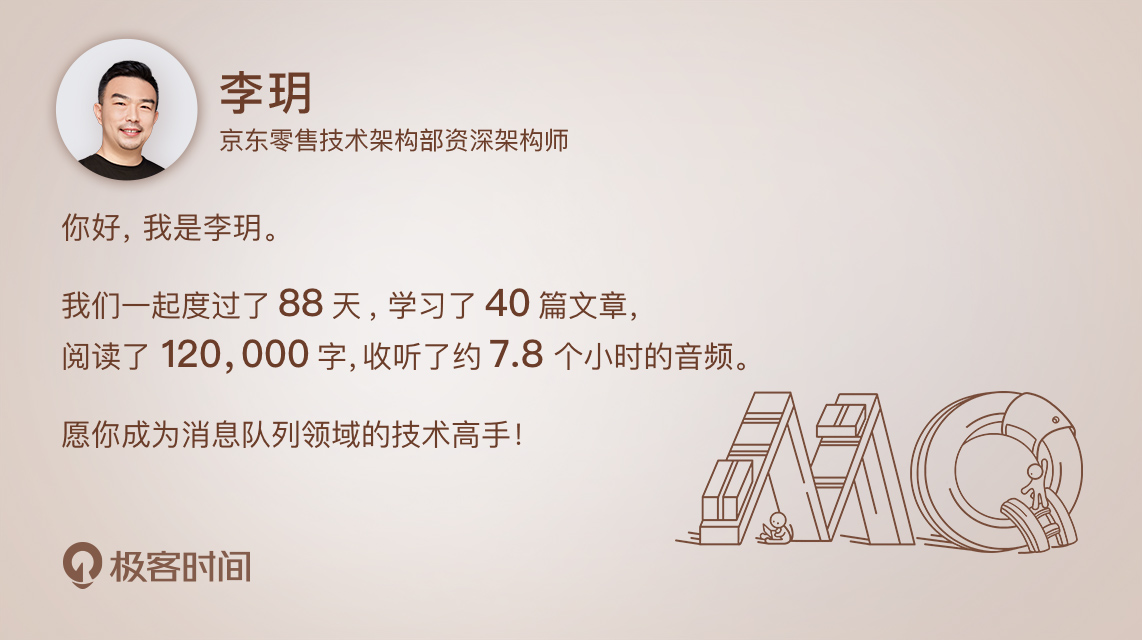 李玥
京东零售技术架构部资深架构师
你好，我是李玥。
我们一起度过了 88 天，学习了 40 篇文章，
阅读了 120,000 字，收听了约 7.8 个小时的音频。
愿你成为消息队列领域的技术高手！
MQ
极客时间